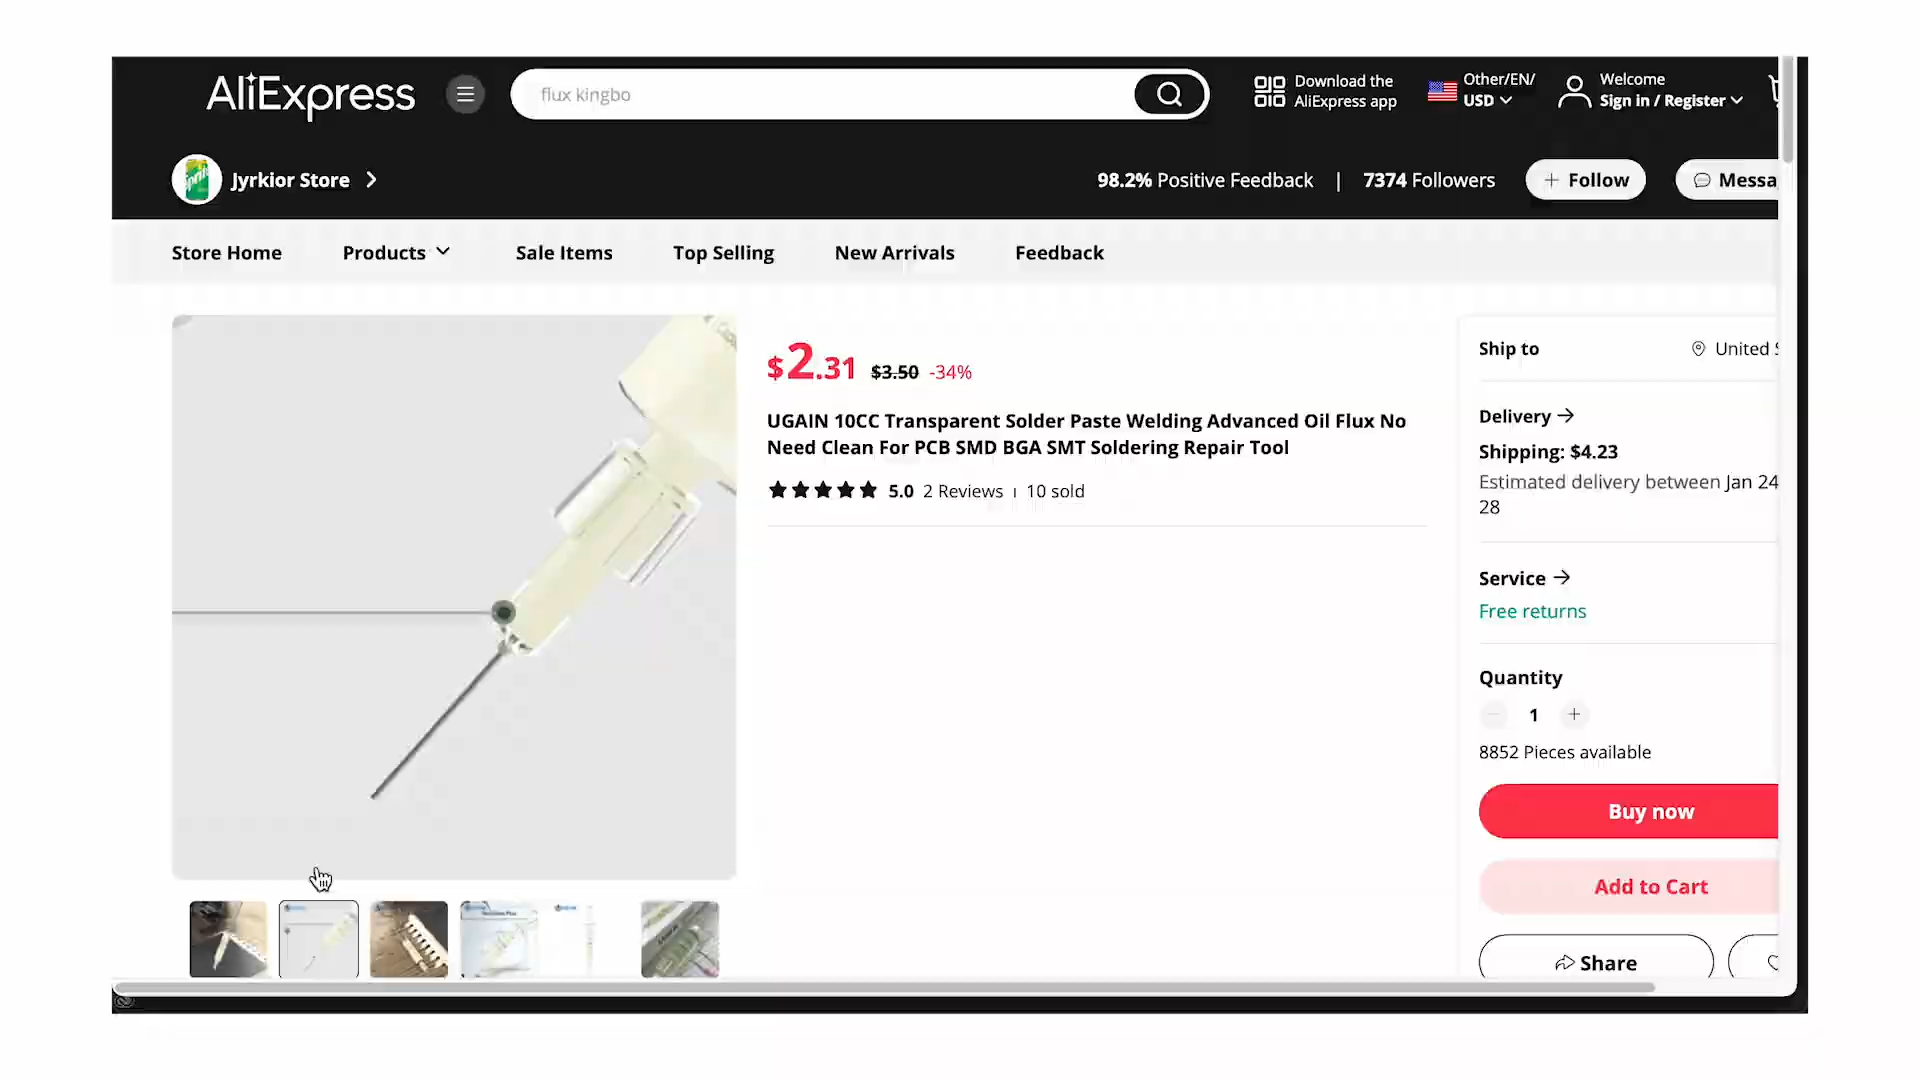 AliExpress
flux kingbo
Download the
AliExpress app
Other/EN/
USD
Welcome
Sign in / Register
Jyrkior Store
98.2% Positive Feedback | 7374 Followers
+ Follow
Messa
Store Home
Products
Sale Items
Top Selling
New Arrivals
Feedback
$2.31 $3.50 -34%
UGAIN 10CC Transparent Solder Paste Welding Advanced Oil Flux No
Need Clean For PCB SMD BGA SMT Soldering Repair Tool
5.0 2 Reviews | 10 sold
Ship to
United S
Delivery
Shipping: $4.23
Estimated delivery between Jan 24
28
Service
Free returns
Quantity
1
8852 Pieces available
Buy now
Add to Cart
Share